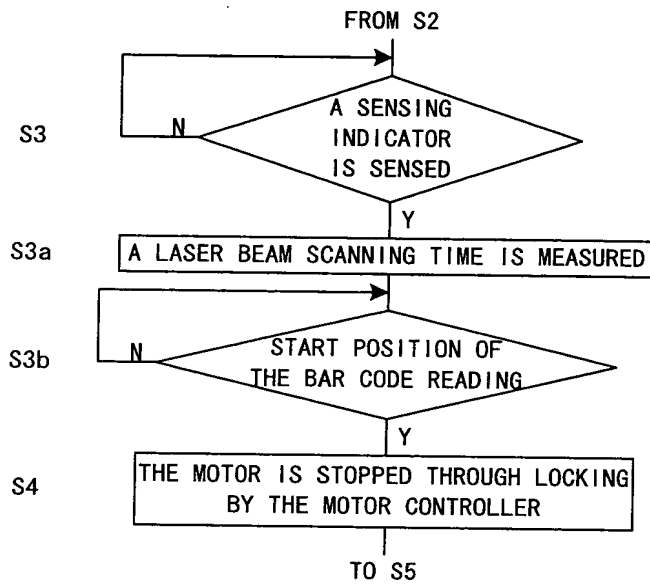 FROM S2
S3
N
A SENSING
INDICATOR
IS SENSED
Y
S3a
A LASER BEAM SCANNING TIME IS MEASURED
S3b
N
START POSITION OF
THE BAR CODE READING
Y
S4
THE MOTOR IS STOPPED THROUGH LOCKING
BY THE MOTOR CONTROLLER
TO S5